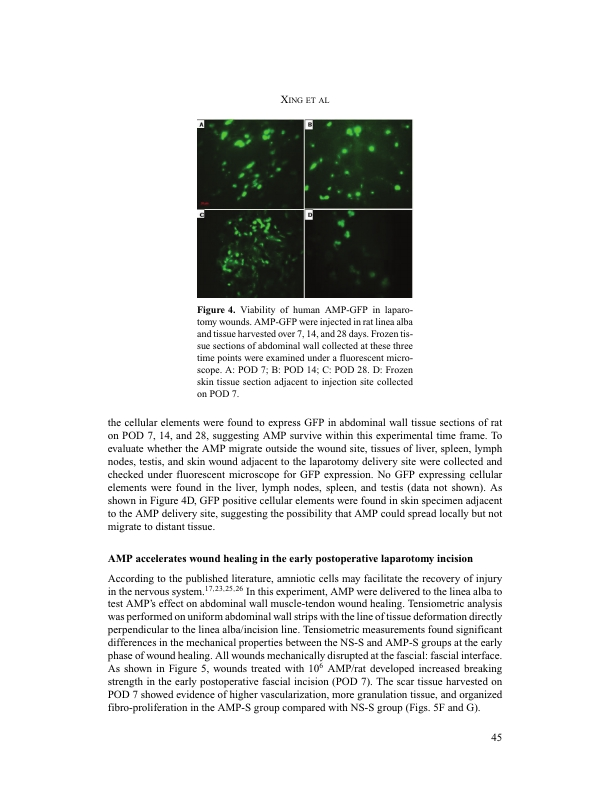 XING ET AL
A
B
C
D
Figure 4. Viability of human AMP-GFP in laparo-
tomy wounds. AMP-GFP were injected in rat linea alba
and tissue harvested over 7, 14, and 28 days. Frozen tis-
sue sections of abdominal wall collected at these three
time points were examined under a fluorescent micro-
scope. A: POD 7; B: POD 14; C: POD 28. D: Frozen
skin tissue section adjacent to injection site collected
on POD 7.
the cellular elements were found to express GFP in abdominal wall tissue sections of rat
on POD 7, 14, and 28, suggesting AMP survive within this experimental time frame. To
evaluate whether the AMP migrate outside the wound site, tissues of liver, spleen, lymph
nodes, testis, and skin wound adjacent to the laparotomy delivery site were collected and
checked under fluorescent microscope for GFP expression. No GFP expressing cellular
elements were found in the liver, lymph nodes, spleen, and testis (data not shown). As
shown in Figure 4D, GFP positive cellular elements were found in skin specimen adjacent
to the AMP delivery site, suggesting the possibility that AMP could spread locally but not
migrate to distant tissue.
AMP accelerates wound healing in the early postoperative laparotomy incision
According to the published literature, amniotic cells may facilitate the recovery of injury
in the nervous system.17,23,25,26 In this experiment, AMP were delivered to the linea alba to
test AMP's effect on abdominal wall muscle-tendon wound healing. Tensiometric analysis
was performed on uniform abdominal wall strips with the line of tissue deformation directly
perpendicular to the linea alba/incision line. Tensiometric measurements found significant
differences in the mechanical properties between the NS-S and AMP-S groups at the early
phase of wound healing. All wounds mechanically disrupted at the fascial: fascial interface.
As shown in Figure 5, wounds treated with 10⁶ AMP/rat developed increased breaking
strength in the early postoperative fascial incision (POD 7). The scar tissue harvested on
POD 7 showed evidence of higher vascularization, more granulation tissue, and organized
fibro-proliferation in the AMP-S group compared with NS-S group (Figs. 5F and G).
45